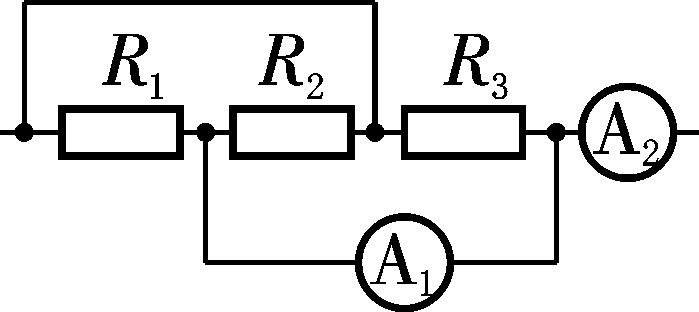 R₁ R₂ R₃
A₂
A₁